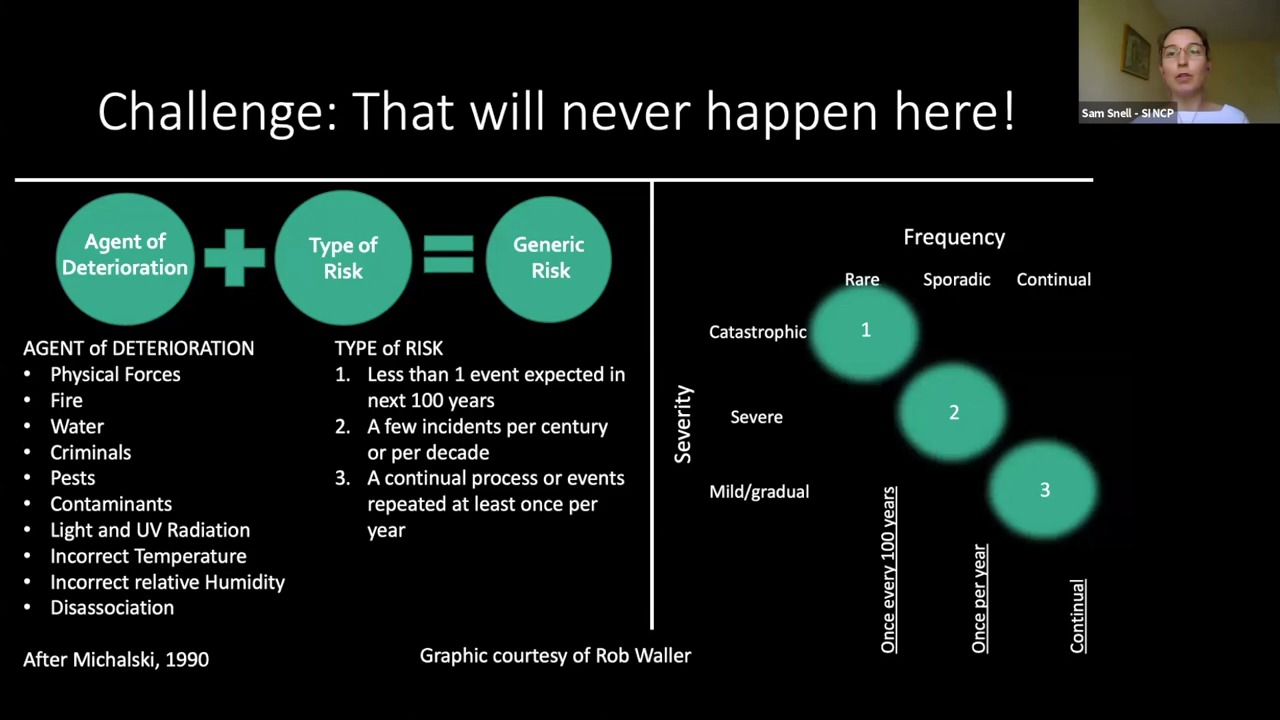 Challenge: That will never happen here!
Sam Snell - SI NCP
Agent of
Deterioration
Type of
Risk
Generic
Risk
AGENT of DETERIORATION
• Physical Forces
• Fire
• Water
• Criminals
• Pests
• Contaminants
• Light and UV Radiation
• Incorrect Temperature
• Incorrect relative Humidity
• Disassociation
After Michalski, 1990
TYPE of RISK
1. Less than 1 event expected in
next 100 years
2. A few incidents per century
or per decade
3. A continual process or events
repeated at least once per
year
Graphic courtesy of Rob Waller
Frequency
Rare Sporadic Continual
Severity
Catastrophic 1
Severe 2
Mild/gradual 3
Once every 100 years
Once per year
Continual